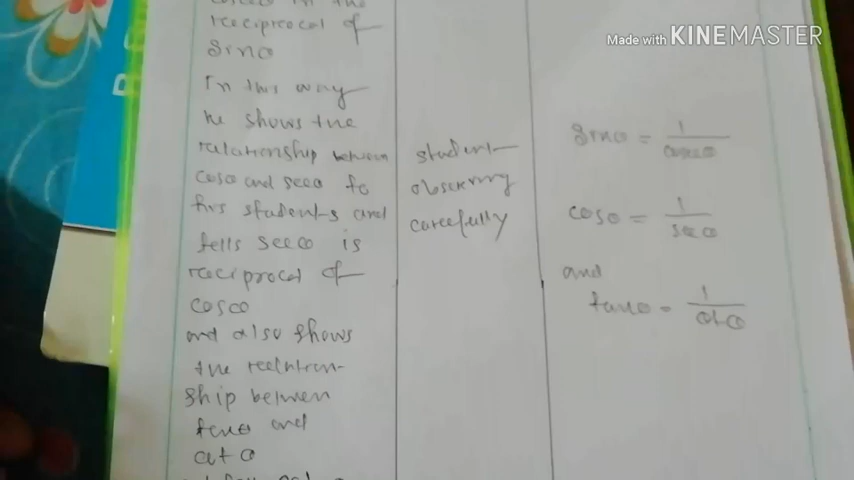 Made with KINEMASTER
reciprocal of
sinθ
In this way
he shows the
relationship between
cosθ and secθ to
his students and
tells secθ is
reciprocal of
cosθ
and also shows
the relation-
ship between
tanθ and
cotθ
student
observing
carefully
sinθ = 1/cosecθ
cosθ = 1/secθ
and
tanθ = 1/cotθ